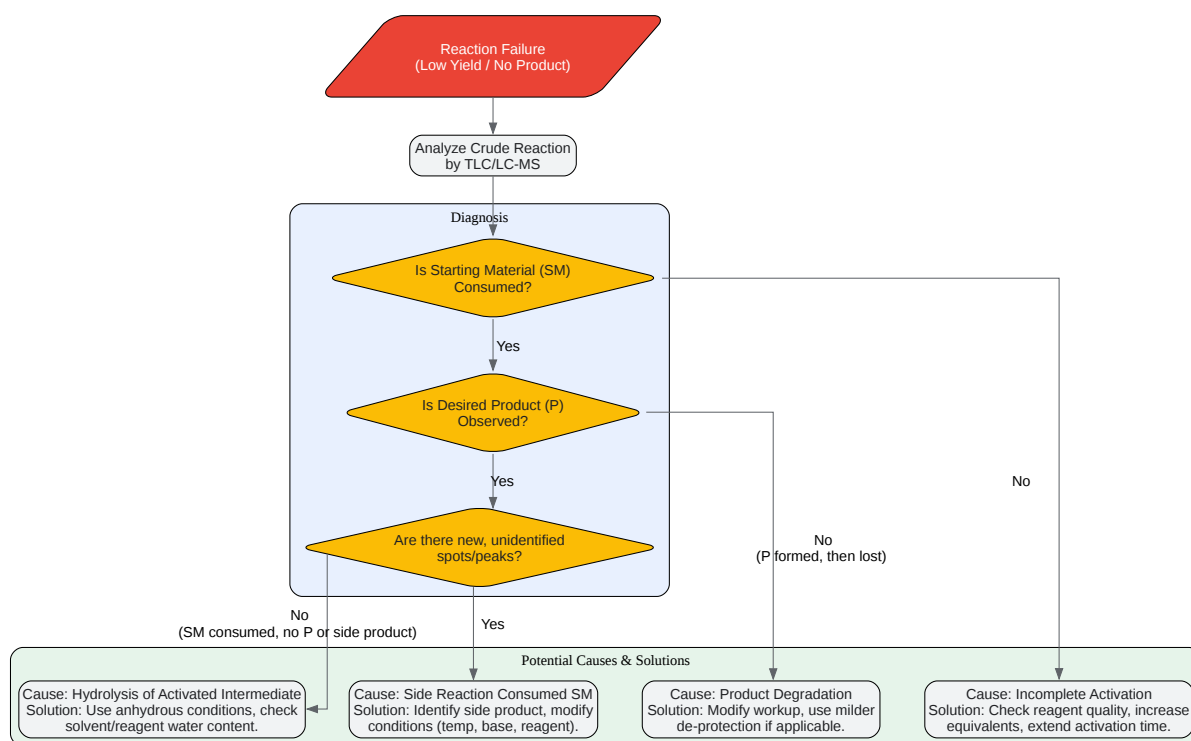 Reaction Failure
(Low Yield / No Product)
Analyze Crude Reaction
by TLC/LC-MS
Diagnosis
Is Starting Material (SM)
Consumed?
Yes
Is Desired Product (P)
Observed?
Yes
No
Are there new, unidentified
spots/peaks?
No
(P formed, then lost)
No
(SM consumed, no P or side product)
Yes
Potential Causes & Solutions
Cause: Hydrolysis of Activated Intermediate
Solution: Use anhydrous conditions, check
solvent/reagent water content.
Cause: Side Reaction Consumed SM
Solution: Identify side product, modify
conditions (temp, base, reagent).
Cause: Product Degradation
Solution: Modify workup, use milder
de-protection if applicable.
Cause: Incomplete Activation
Solution: Check reagent quality, increase
equivalents, extend activation time.